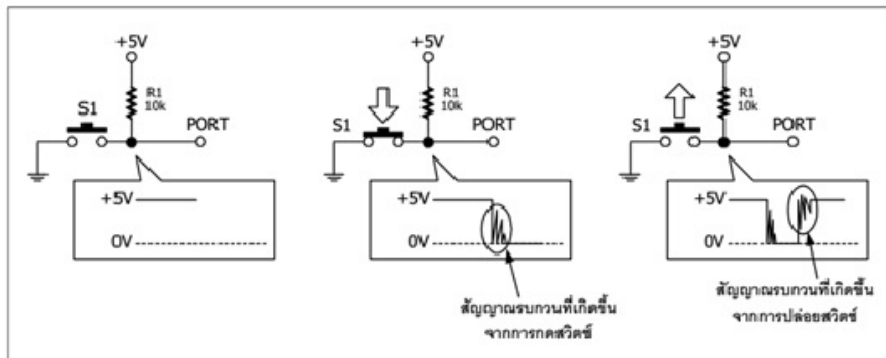 +5V
R1
10k
S1
PORT
+5V
0V
+5V
R1
10k
S1
PORT
+5V
0V
สัญญาณรบกวนที่เกิดขึ้น
จากการกดสวิตช์
+5V
R1
10k
S1
PORT
+5V
0V
สัญญาณรบกวนที่เกิดขึ้น
จากการปล่อยสวิตช์